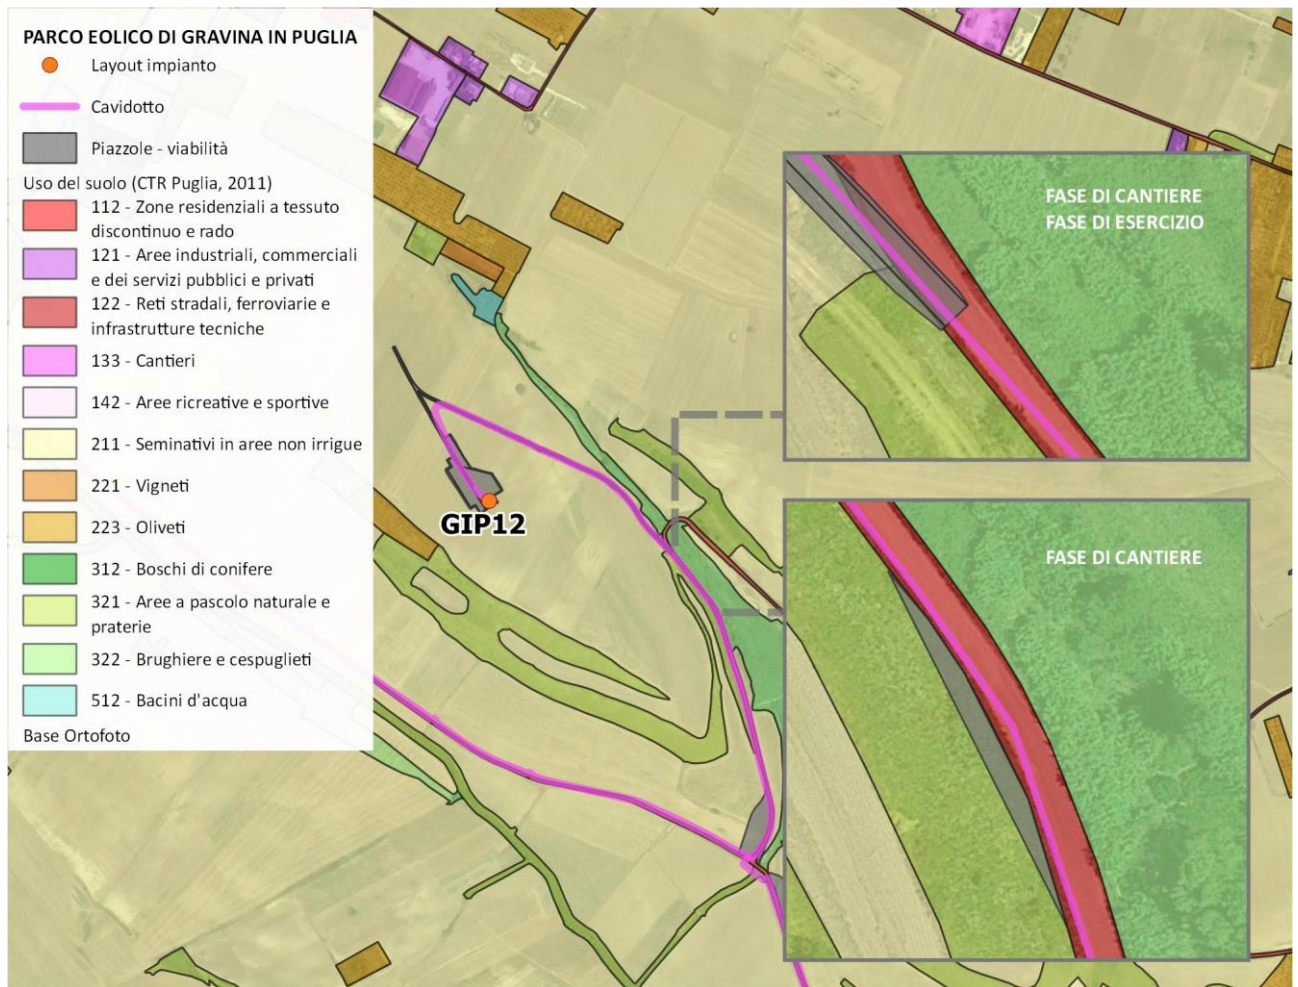 PARCO EOLICO DI GRAVINA IN PUGLIA
Layout impianto
Cavidotto
Piazzole - viabilità
Uso del suolo (CTR Puglia, 2011)
112 - Zone residenziali a tessuto
discontinuo e rado
121 - Aree industriali, commerciali
e dei servizi pubblici e privati
122 - Reti stradali, ferroviarie e
infrastrutture tecniche
133 - Cantieri
142 - Aree ricreative e sportive
211 - Seminativi in aree non irrigue
221 - Vigneti
223 - Oliveti
312 - Boschi di conifere
321 - Aree a pascolo naturale e
praterie
322 - Brughiere e cespuglieti
512 - Bacini d'acqua
Base Ortofoto
GIP12
FASE DI CANTIERE
FASE DI ESERCIZIO
FASE DI CANTIERE